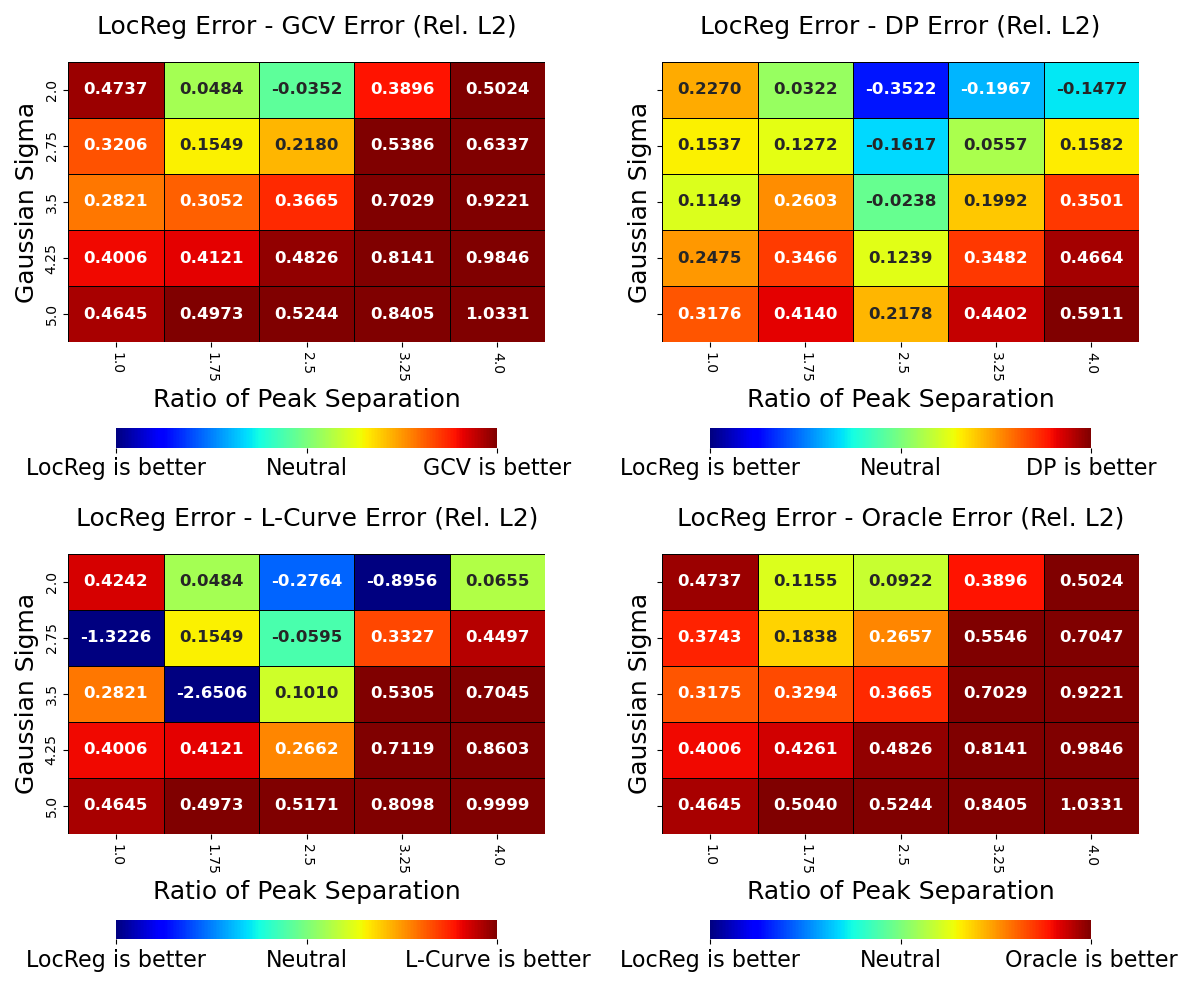 LocReg Error - GCV Error (Rel. L2)
Gaussian Sigma
2.0 0.4737 0.0484 -0.0352 0.3896 0.5024
2.75 0.3206 0.1549 0.2180 0.5386 0.6337
3.5 0.2821 0.3052 0.3665 0.7029 0.9221
4.25 0.4006 0.4121 0.4826 0.8141 0.9846
5.0 0.4645 0.4973 0.5244 0.8405 1.0331
1.0 1.75 2.5 3.25 4.0
Ratio of Peak Separation
LocReg is better Neutral GCV is better
LocReg Error - DP Error (Rel. L2)
Gaussian Sigma
0.2270 0.0322 -0.3522 -0.1967 -0.1477
0.1537 0.1272 -0.1617 0.0557 0.1582
0.1149 0.2603 -0.0238 0.1992 0.3501
0.2475 0.3466 0.1239 0.3482 0.4664
0.3176 0.4140 0.2178 0.4402 0.5911
1.0 1.75 2.5 3.25 4.0
Ratio of Peak Separation
LocReg is better Neutral DP is better
LocReg Error - L-Curve Error (Rel. L2)
Gaussian Sigma
2.0 0.4242 0.0484 -0.2764 -0.8956 0.0655
2.75 -1.3226 0.1549 -0.0595 0.3327 0.4497
3.5 0.2821 -2.6506 0.1010 0.5305 0.7045
4.25 0.4006 0.4121 0.2662 0.7119 0.8603
5.0 0.4645 0.4973 0.5171 0.8098 0.9999
1.0 1.75 2.5 3.25 4.0
Ratio of Peak Separation
LocReg is better Neutral L-Curve is better
LocReg Error - Oracle Error (Rel. L2)
Gaussian Sigma
0.4737 0.1155 0.0922 0.3896 0.5024
0.3743 0.1838 0.2657 0.5546 0.7047
0.3175 0.3294 0.3665 0.7029 0.9221
0.4006 0.4261 0.4826 0.8141 0.9846
0.4645 0.5040 0.5244 0.8405 1.0331
1.0 1.75 2.5 3.25 4.0
Ratio of Peak Separation
LocReg is better Neutral Oracle is better